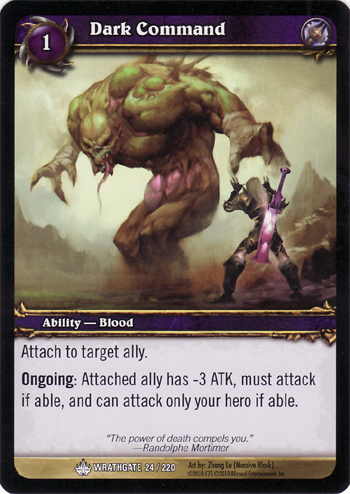 1
Dark Command
Ability — Blood
Attach to target ally.
Ongoing: Attached ally has -3 ATK, must attack
if able, and can attack only your hero if able.
"The power of death compels you."
—Randolphe Mortimer
WRATHGATE 24 / 220
Art by: Zhang Lu (Massive Black)